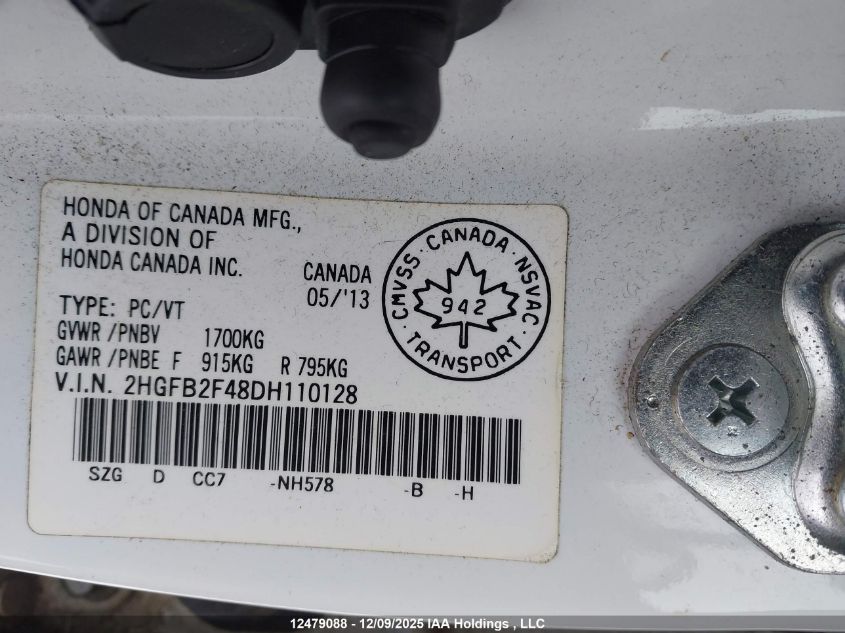 HONDA OF CANADA MFG.,
A DIVISION OF
HONDA CANADA INC.
CANADA
05/'13
TYPE: PC/VT
GVWR /PNBV 1700KG
GAWR /PNBE F 915KG R 795KG
V.I.N. 2HGFB2F48DH110128
SZG D CC7 -NH578 -B -H
CMVSS · CANADA · NSVAC
942
· TRANSPORT ·
12479088 - 12/09/2025 IAA Holdings , LLC